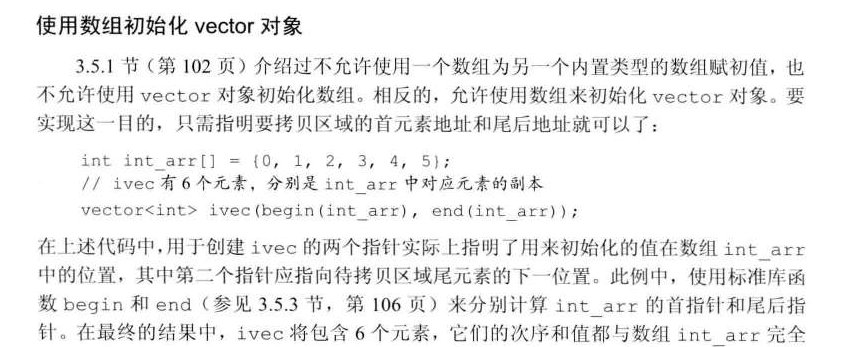 使用数组初始化 vector 对象
3.5.1 节（第 102 页）介绍过不允许使用一个数组为另一个内置类型的数组赋初值，也
不允许使用 vector 对象初始化数组。相反的，允许使用数组来初始化 vector 对象。要
实现这一目的，只需指明要拷贝区域的首元素地址和尾后地址就可以了：
int int_arr[] = {0, 1, 2, 3, 4, 5};
// ivec 有 6 个元素，分别是 int_arr 中对应元素的副本
vector<int> ivec(begin(int_arr), end(int_arr));
在上述代码中，用于创建 ivec 的两个指针实际上指明了用来初始化的值在数组 int_arr
中的位置，其中第二个指针应指向待拷贝区域尾元素的下一位置。此例中，使用标准库函
数 begin 和 end（参见 3.5.3 节，第 106 页）来分别计算 int_arr 的首指针和尾后指
针。在最终的结果中，ivec 将包含 6 个元素，它们的次序和值都与数组 int_arr 完全